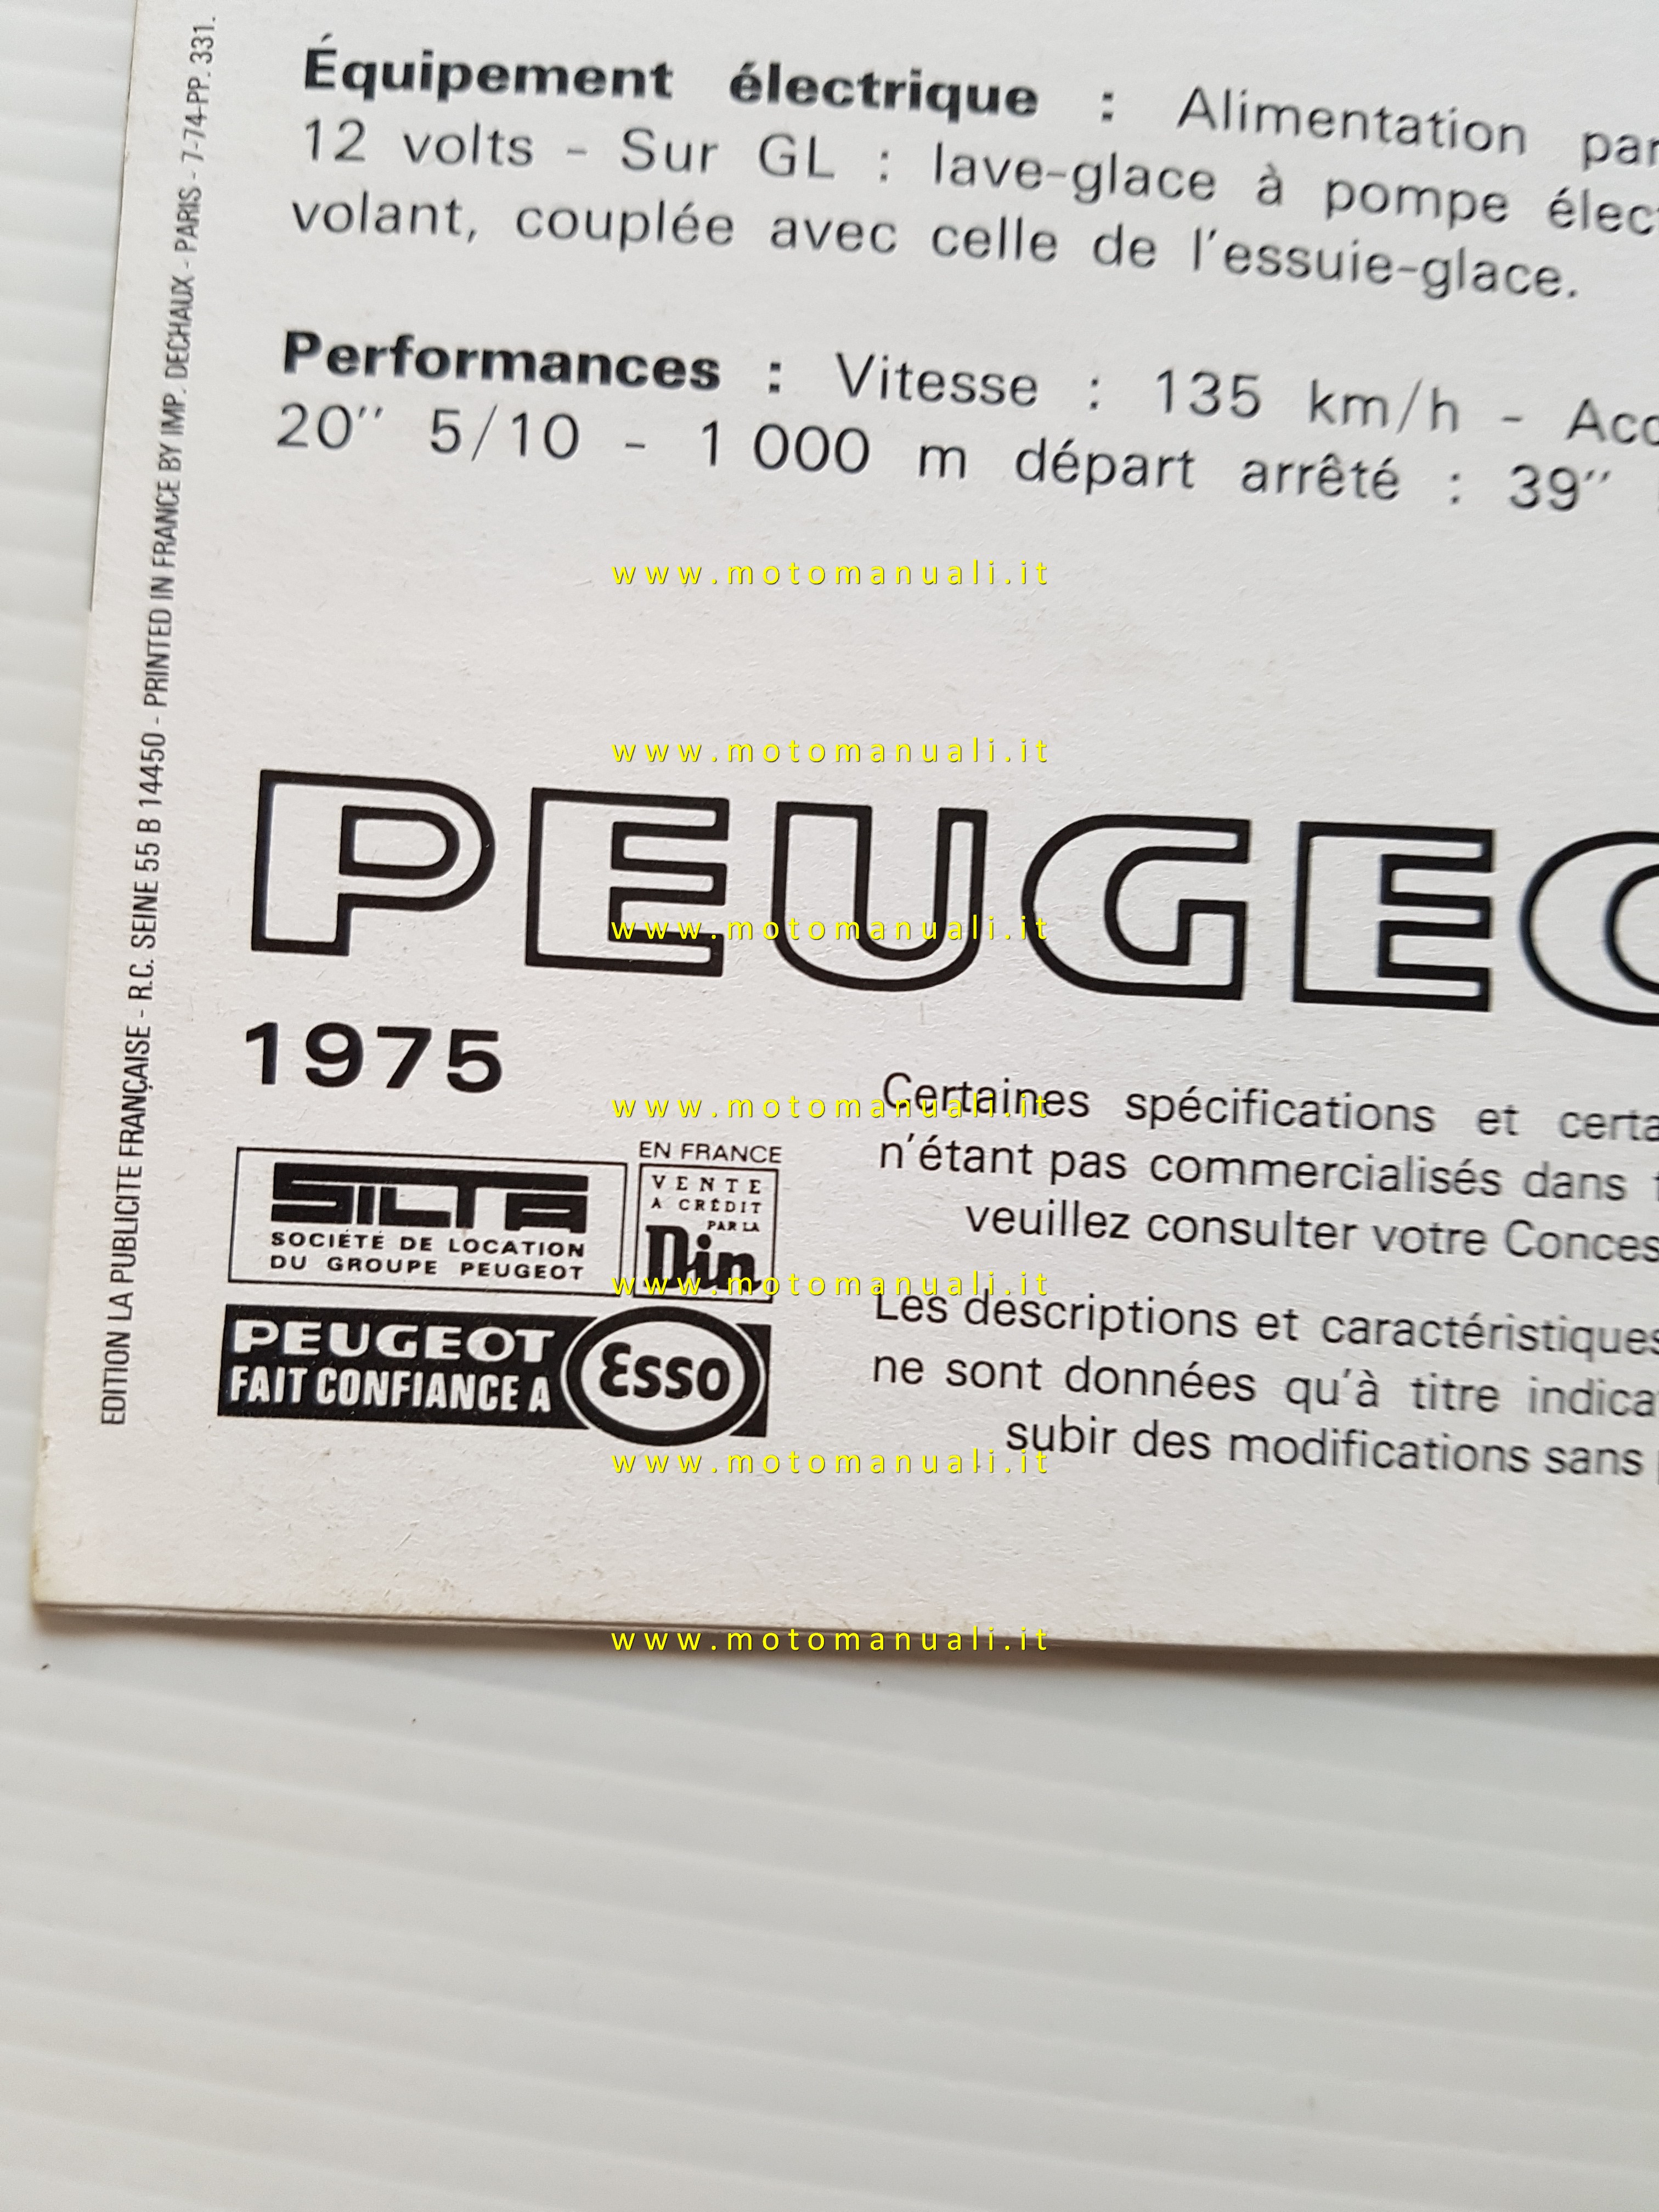 Équipement électrique : Alimentation par
12 volts - Sur GL : lave-glace à pompe élect
volant, couplée avec celle de l'essuie-glace.
Performances : Vitesse : 135 km/h - Acc
20'' 5/10 - 1 000 m départ arrêté : 39''
PEUGEO
1975
Certaines spécifications et certa
n'étant pas commercialisés dans
veuillez consulter votre Conces
Les descriptions et caractéristiques
ne sont données qu'à titre indica
subir des modifications sans
SILTA
SOCIÉTÉ DE LOCATION
DU GROUPE PEUGEOT
EN FRANCE
VENTE
A CRÉDIT
PAR LA
Din
PEUGEOT
FAIT CONFIANCE A
Esso
EDITION LA PUBLICITE FRANÇAISE - R.C. SEINE 55 B 14450 - PRINTED IN FRANCE BY IMP. DECHAUX - PARIS - 7-74-PP. 331.
www.motomanuali.it
www.motomanuali.it
www.motomanuali.it
www.motomanuali.it
www.motomanuali.it
www.motomanuali.it
www.motomanuali.it